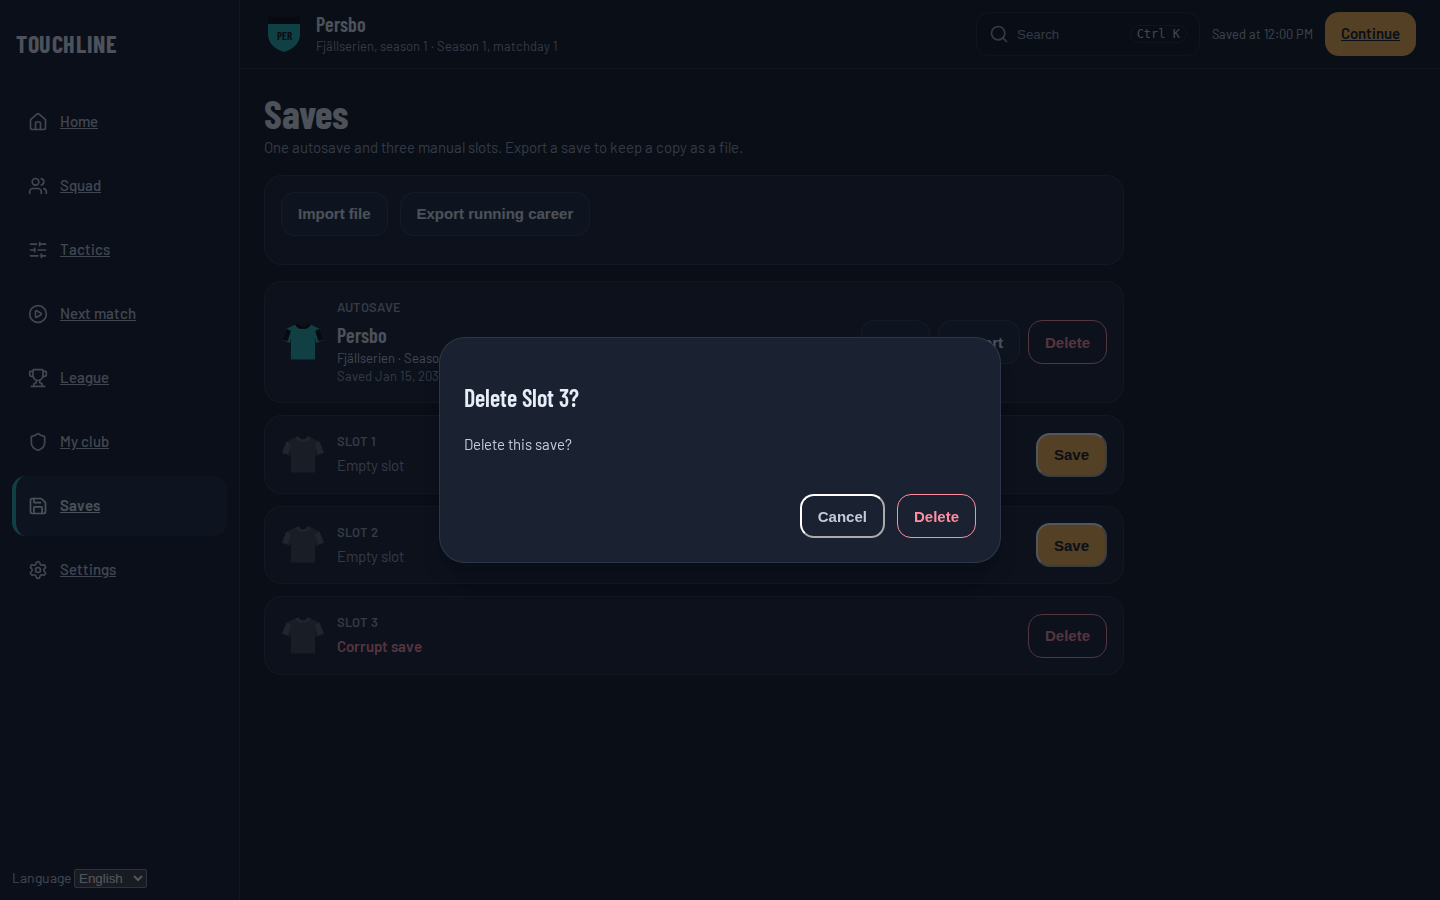 TOUCHLINE
Home
Squad
Tactics
Next match
League
My club
Saves
Settings
Language English
PER
Persbo
Fjällserien, season 1 · Season 1, matchday 1
Search Ctrl K
Saved at 12:00 PM
Continue
Saves
One autosave and three manual slots. Export a save to keep a copy as a file.
Import file
Export running career
AUTOSAVE
Persbo
Fjällserien · 
Saved Jan 15,
Delete
SLOT 1
Empty slot
Save
SLOT 2
Empty slot
Save
SLOT 3
Corrupt save
Delete
Delete Slot 3?
Delete this save?
Cancel
Delete